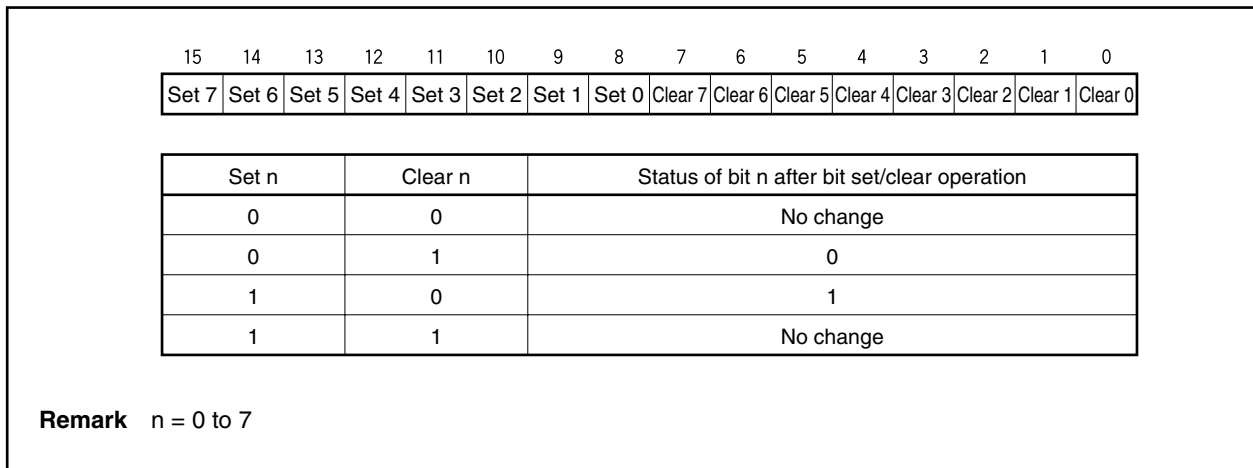 15 14 13 12 11 10 9 8 7 6 5 4 3 2 1 0
Set 7 Set 6 Set 5 Set 4 Set 3 Set 2 Set 1 Set 0 Clear 7 Clear 6 Clear 5 Clear 4 Clear 3 Clear 2 Clear 1 Clear 0
Set n Clear n Status of bit n after bit set/clear operation
0 0 No change
0 1 0
1 0 1
1 1 No change
Remark n = 0 to 7